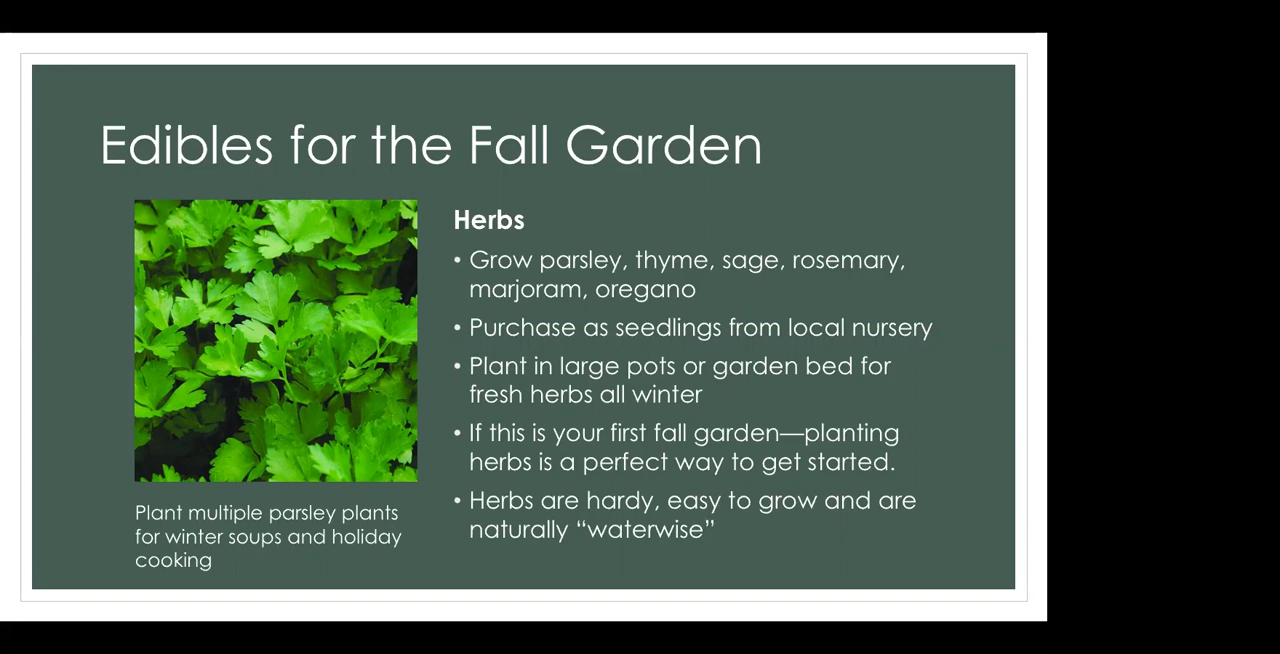 Edibles for the Fall Garden
Herbs
• Grow parsley, thyme, sage, rosemary,
marjoram, oregano
• Purchase as seedlings from local nursery
• Plant in large pots or garden bed for
fresh herbs all winter
• If this is your first fall garden—planting
herbs is a perfect way to get started.
• Herbs are hardy, easy to grow and are
naturally “waterwise”
Plant multiple parsley plants
for winter soups and holiday
cooking